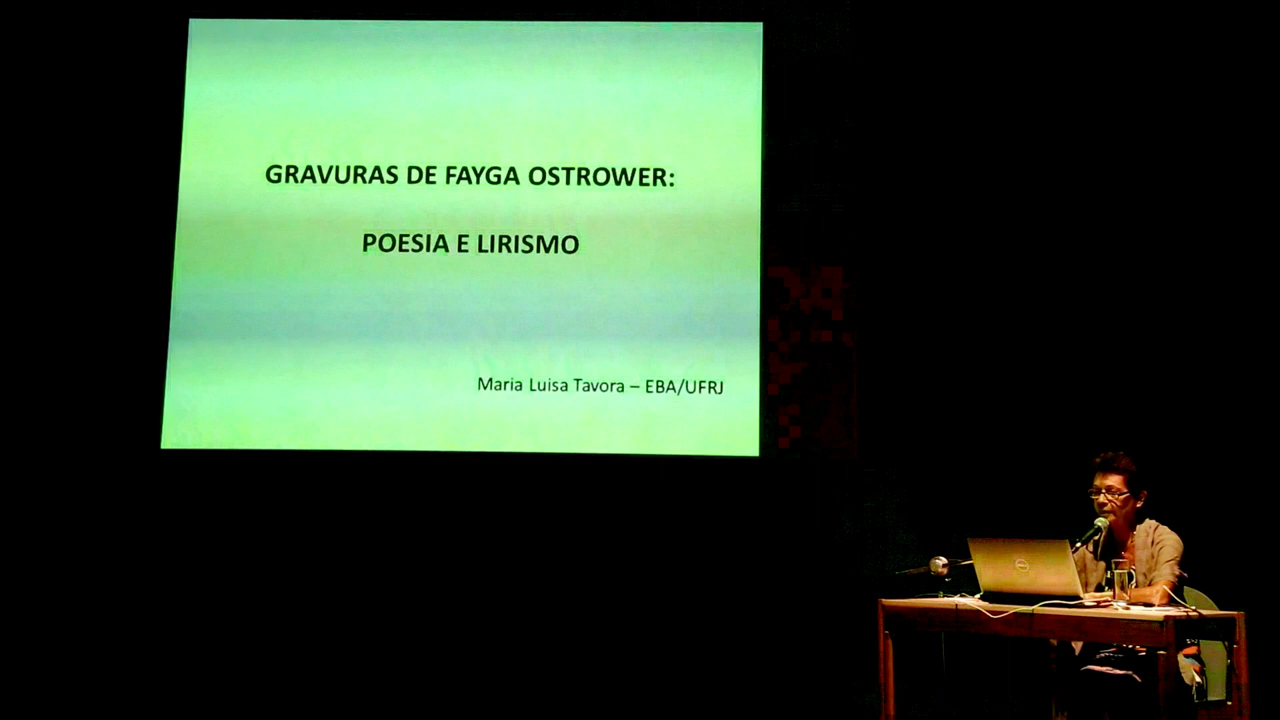 GRAVURAS DE FAYGA OSTROWER:
POESIA E LIRISMO
Maria Luisa Tavora – EBA/UFRJ